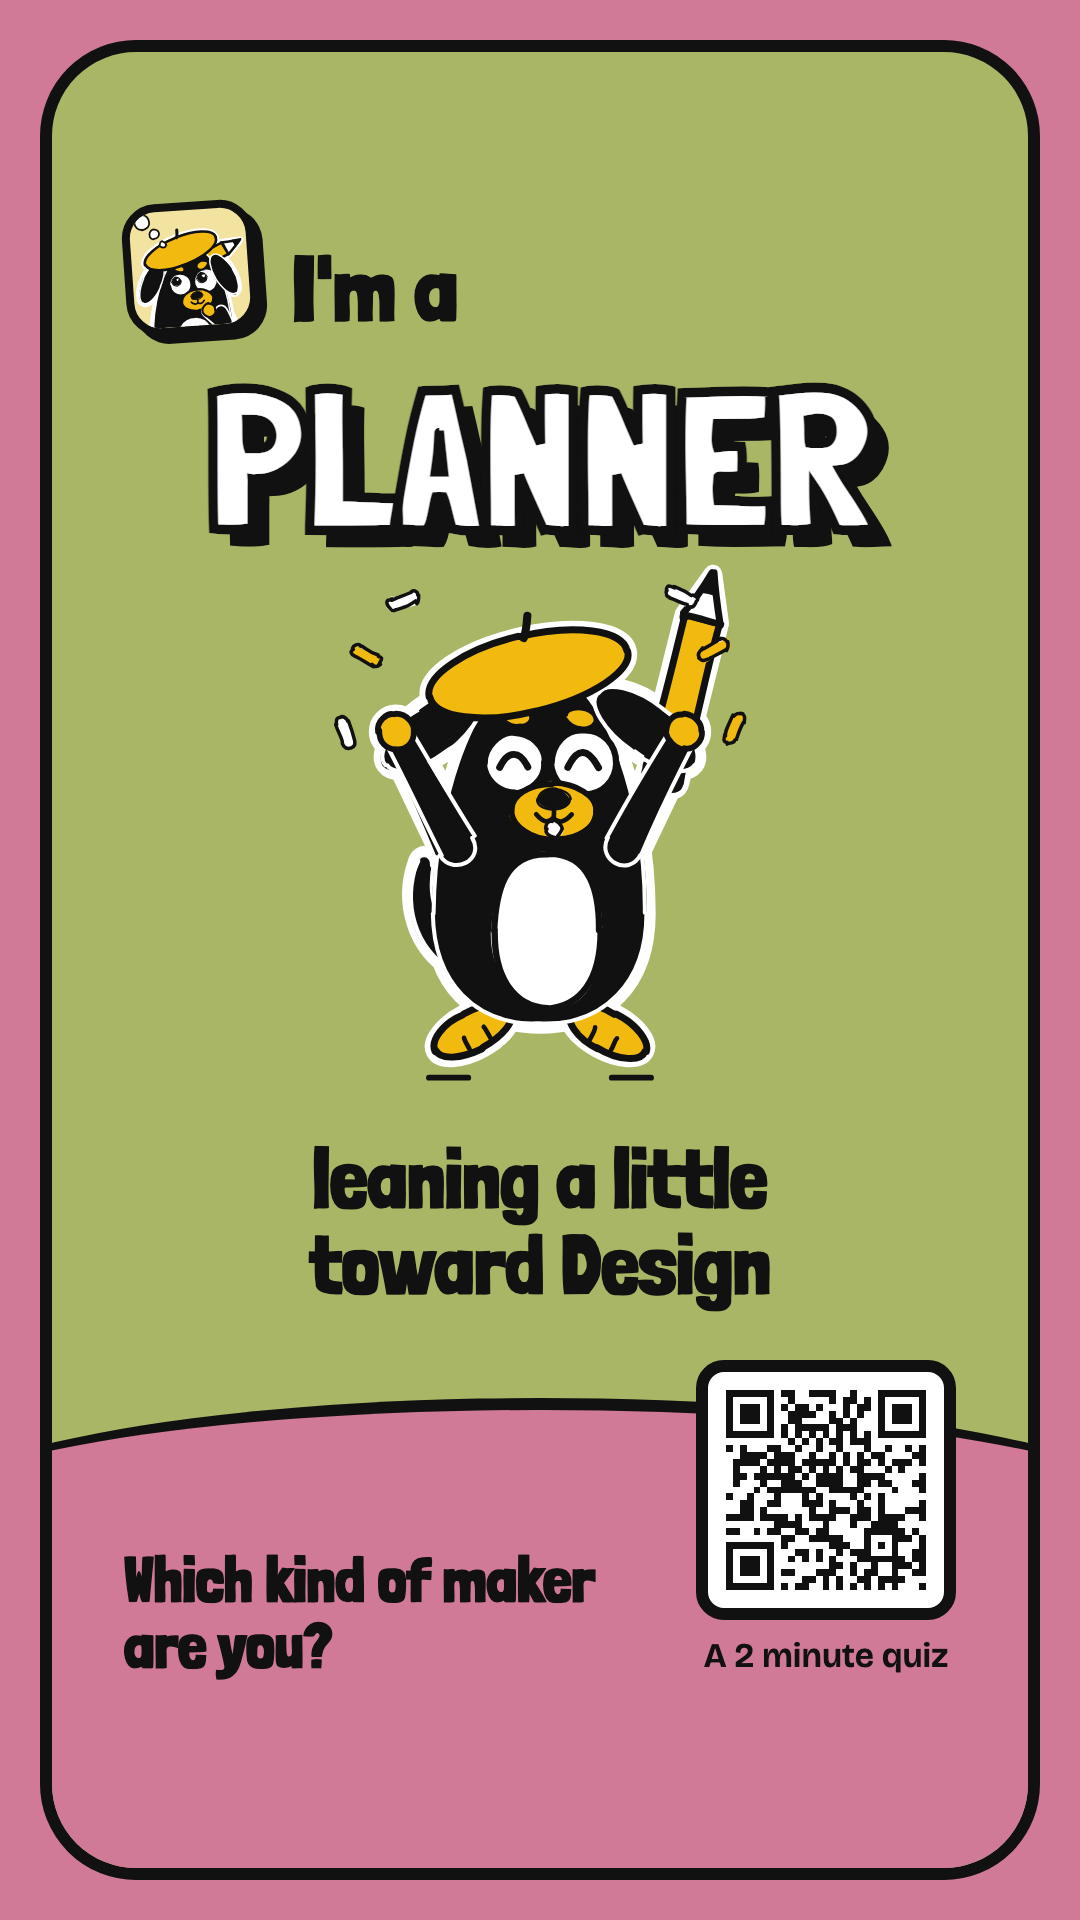 I'm a
PLANNER
leaning a little
toward Design
Which kind of maker
are you?
A 2 minute quiz